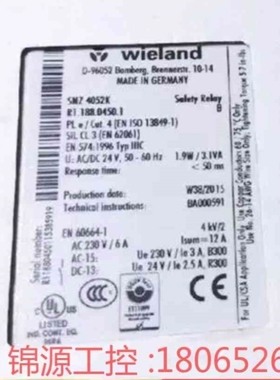 wieland
D-96052 Bamberg, Brennerstr. 10-14
MADE IN GERMANY
SNZ 4052K
Safety Relay
R1.188.0450.1
PL e / Cat. 4 (EN ISO 13849-1)
SIL CL 3 (EN 62061)
EN 574:1996 Typ IIIC
U: AC/DC 24 V, 50 - 60 Hz
1.9W / 3.1VA
< 50 ms
Production date
W38/2015
Technical instructions
BA000591
Serial number
EN 60664-1
4 kV/2
AC 230 V / 6 A
Isum = 12 A
AC-15:
Ue 230 V / Ie 3 A, B300
DC-13:
Ue 24 V / Ie 2.5 A, R300
UL
LISTED
CCC
锦源工控 :1806526